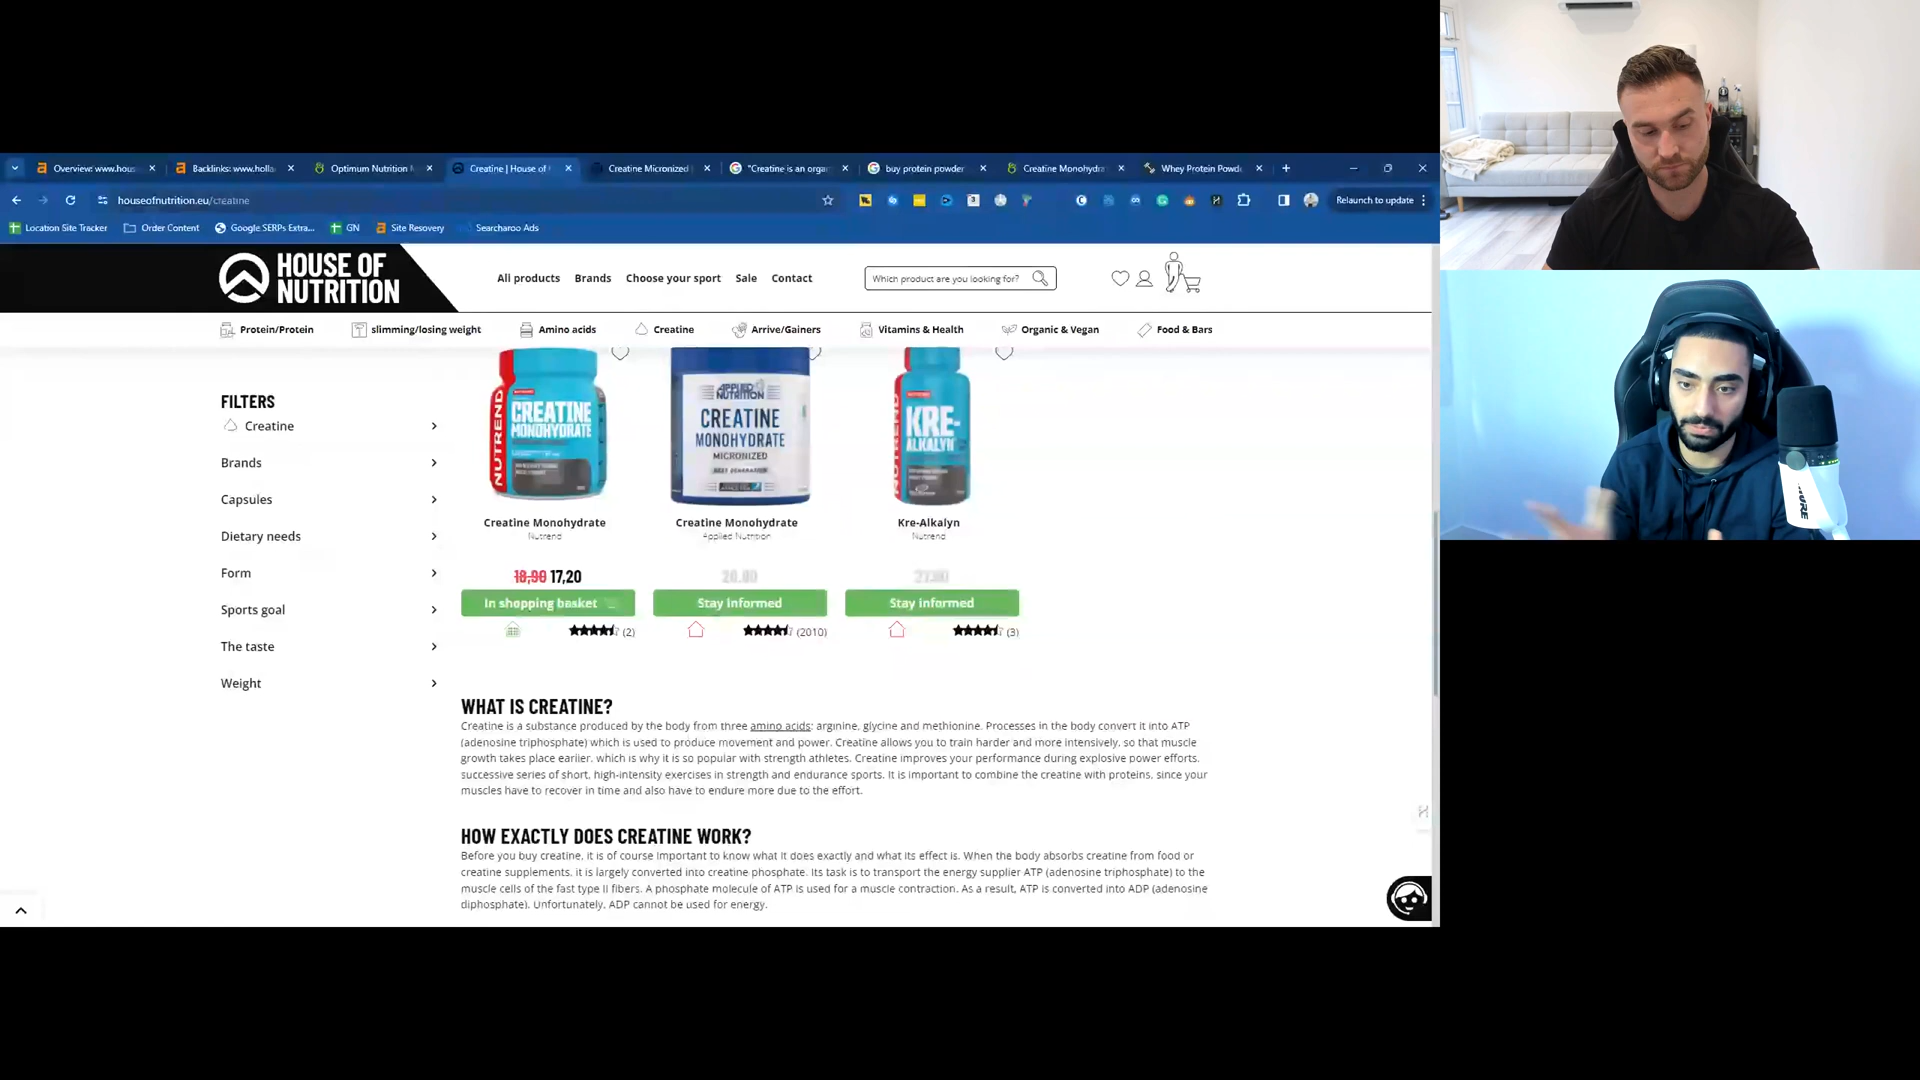 Overview: www.hous
Backlinks: www.holla
Optimum Nutrition
Creatine | House of
Creatine Micronized
"Creatine is an organ
buy protein powder
Creatine Monohydra
Whey Protein Powde
houseofnutrition.eu/creatine
Relaunch to update
Location Site Tracker
Order Content
Google SERPs Extra...
GN
Site Recovery
Searcharoo Ads
HOUSE OF
NUTRITION
All products
Brands
Choose your sport
Sale
Contact
Which product are you looking for?
Protein/Protein
slimming/losing weight
Amino acids
Creatine
Arrive/Gainers
Vitamins & Health
Organic & Vegan
Food & Bars
FILTERS
Creatine
Brands
Capsules
Dietary needs
Form
Sports goal
The taste
Weight
NUTREND
CREATINE
MONOHYDRATE
APPLIED
NUTRITION
CREATINE
MONOHYDRATE
MICRONIZED
NUTREND
KRE-
ALKALYN
Creatine Monohydrate
Nutrend
18,90 17,20
In shopping basket
(2)
Creatine Monohydrate
Applied Nutrition
Stay informed
(2010)
Kre-Alkalyn
Nutrend
Stay informed
(3)
WHAT IS CREATINE?
Creatine is a substance produced by the body from three amino acids: arginine, glycine and methionine. Processes in the body convert it into ATP
(adenosine triphosphate) which is used to produce movement and power. Creatine allows you to train harder and more intensively, so that muscle
growth takes place earlier. which is why it is so popular with strength athletes. Creatine improves your performance during explosive power efforts.
successive series of short, high-intensity exercises in strength and endurance sports. It is important to combine the creatine with proteins, since your
muscles have to recover in time and also have to endure more due to the effort.
HOW EXACTLY DOES CREATINE WORK?
Before you buy creatine, it is of course important to know what it does exactly and what its effect is. When the body absorbs creatine from food or
creatine supplements, it is largely converted into creatine phosphate. Its task is to transport the energy supplier ATP (adenosine triphosphate) to the
muscle cells of the fast type II fibers. A phosphate molecule of ATP is used for a muscle contraction. As a result, ATP is converted into ADP (adenosine
diphosphate). Unfortunately, ADP cannot be used for energy.
SHURE